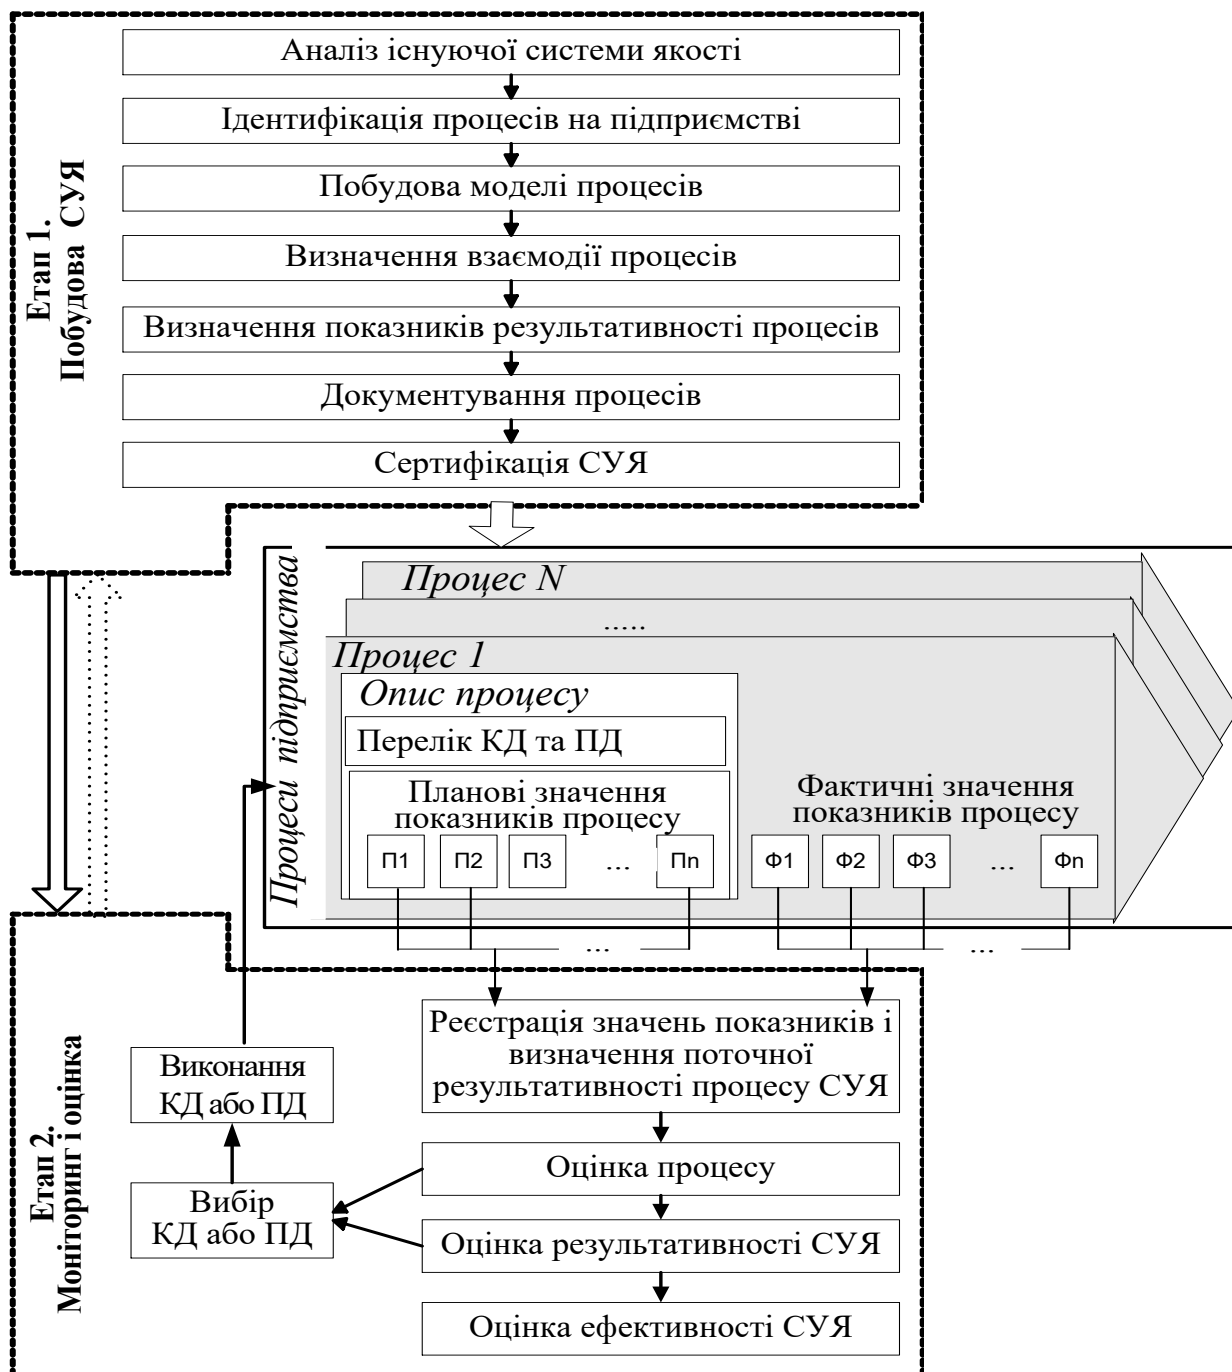 Етап 1.
Побудова СУЯ
Аналіз існуючої системи якості
Ідентифікація процесів на підприємстві
Побудова моделі процесів
Визначення взаємодії процесів
Визначення показників результативності процесів
Документування процесів
Сертифікація СУЯ
Процеси підприємства
Процес N
.....
Процес 1
Опис процесу
Перелік КД та ПД
Планові значення
показників процесу
П1 П2 П3 ... Пn
Фактичні значення
показників процесу
Ф1 Ф2 Ф3 ... Фn
... ...
Етап 2.
Моніторинг і оцінка
Реєстрація значень показників і
визначення поточної
результативності процесу СУЯ
Виконання
КД або ПД
Оцінка процесу
Вибір
КД або ПД
Оцінка результативності СУЯ
Оцінка ефективності СУЯ